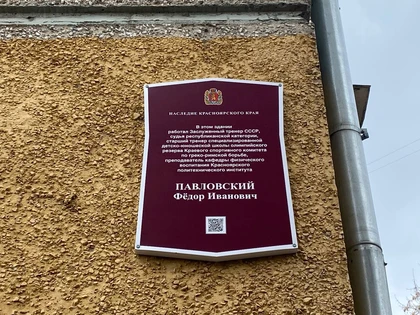 НАСЛЕДИЕ КРАСНОЯРСКОГО КРАЯ
В этом здании
работал Заслуженный тренер СССР,
судья республиканской категории,
старший тренер специализированной
детско-юношеской школы олимпийского
резерва Краевого спортивного комитета
по греко-римской борьбе,
преподаватель кафедры физического
воспитания Красноярского
политехнического института
ПАВЛОВСКИЙ
Фёдор Иванович